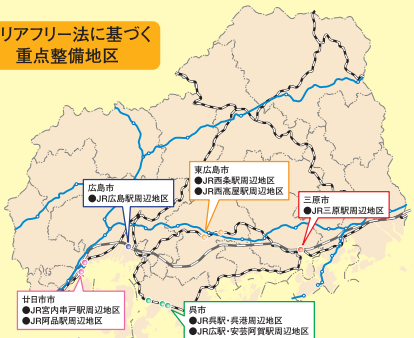 リアフリー法に基づく
重点整備地区
広島市
●JR広島駅周辺地区
東広島市
●JR西条駅周辺地区
●JR西高屋駅周辺地区
三原市
●JR三原駅周辺地区
廿日市市
●JR宮内串戸駅周辺地区
●JR阿品駅周辺地区
呉市
●JR呉駅・呉港周辺地区
●JR広駅・安芸阿賀駅周辺地区